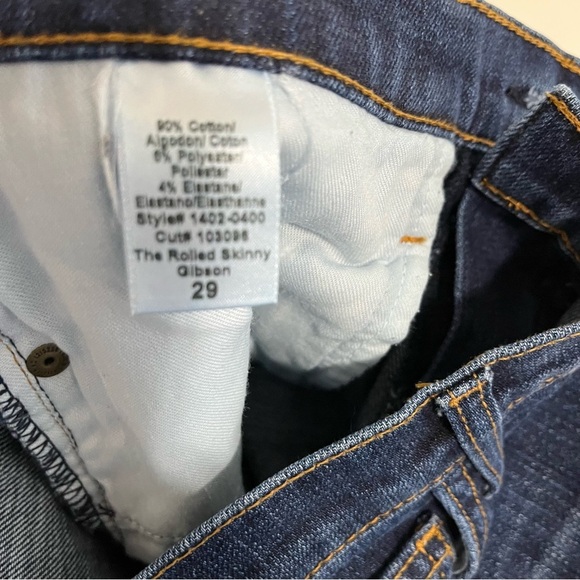 90% Cotton/
Algodon/ Coton
6% Polyester/
Poliester
4% Elastane/
Elastano/Elasthanne
Style# 1402-0400
Cut# 103096
The Rolled Skinny
Gibson
29